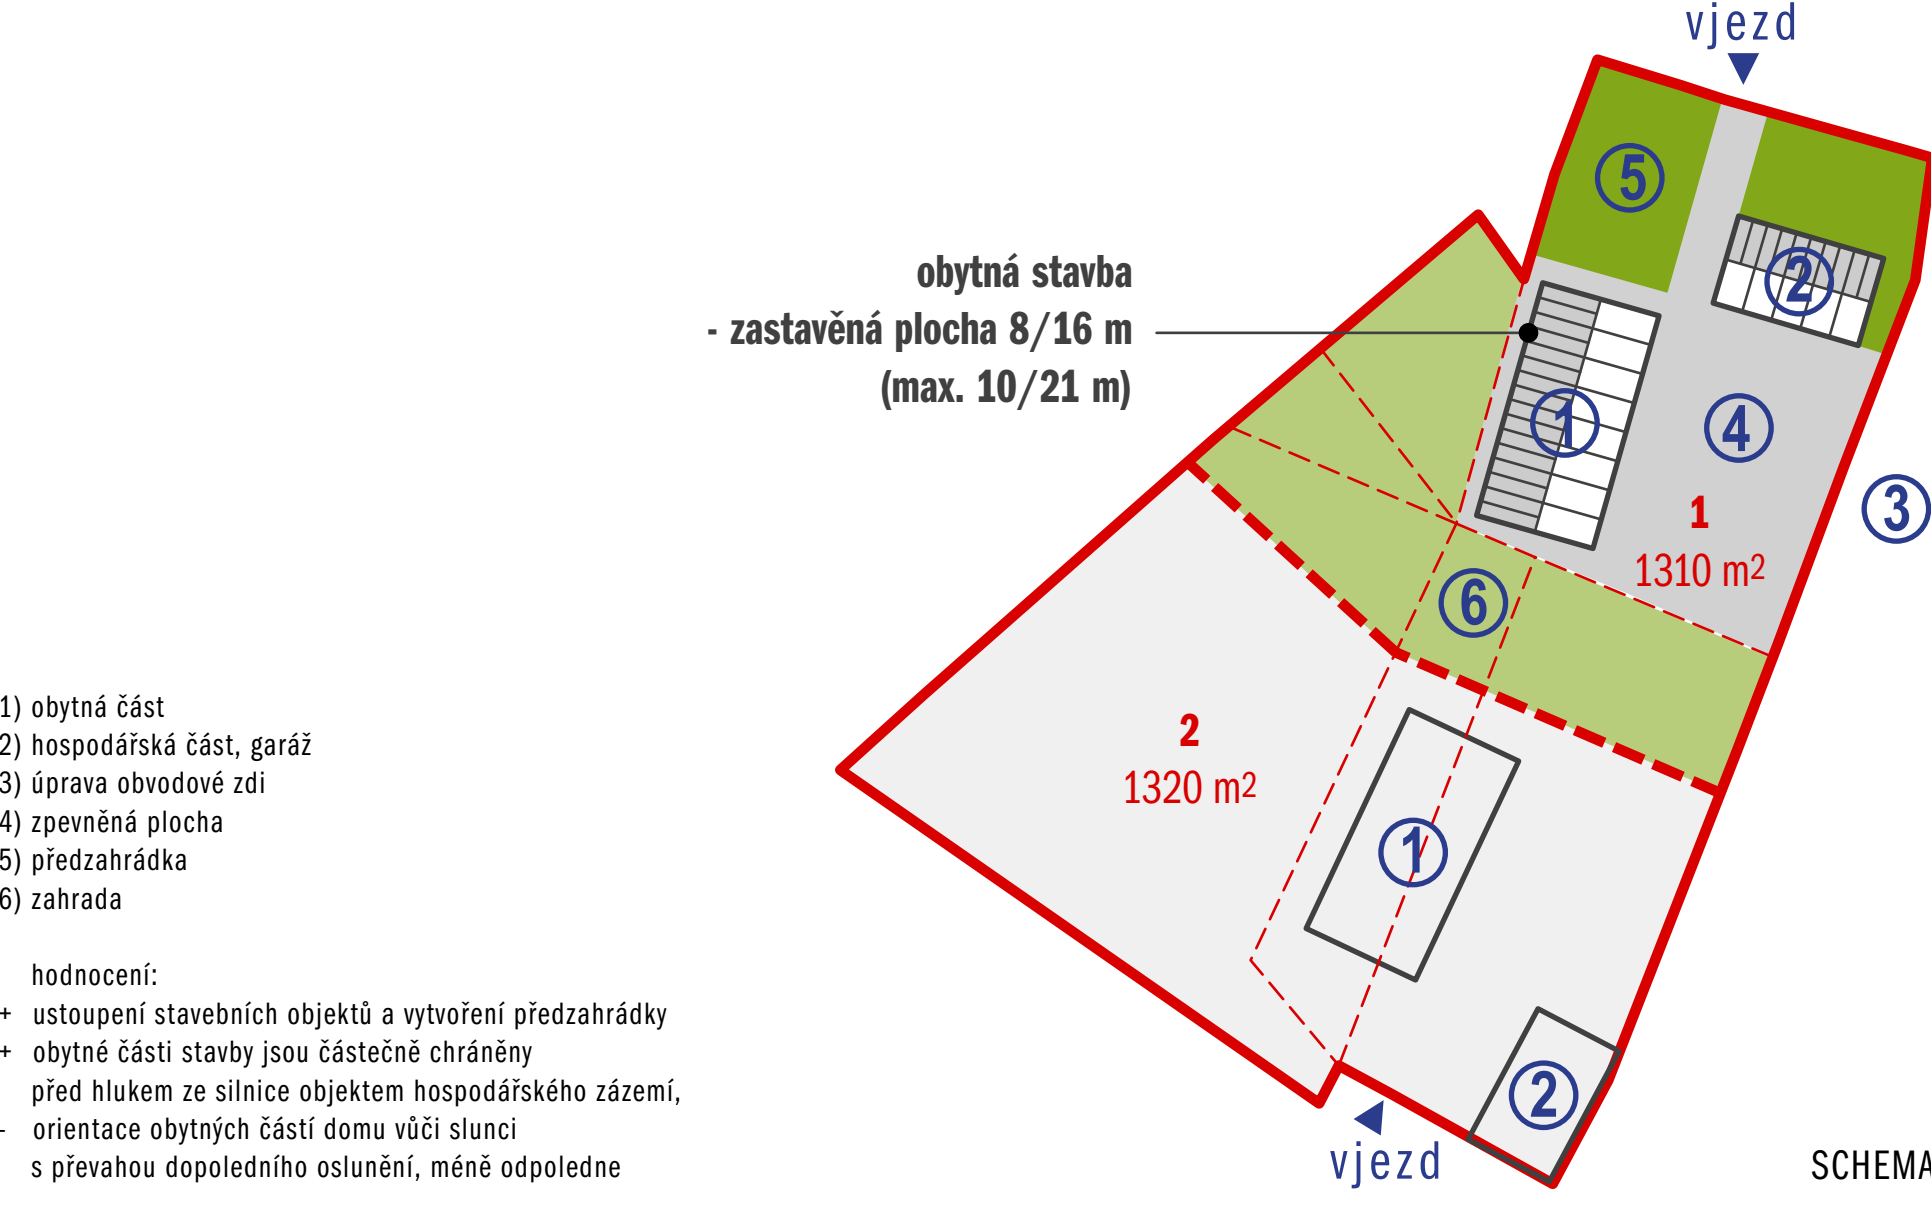 vjezd
5
2
obytná stavba
- zastavěná plocha 8/16 m
(max. 10/21 m)
1
4
3
1
1310 m2
6
2
1320 m2
1
2
vjezd
1) obytná část
2) hospodářská část, garáž
3) úprava obvodové zdi
4) zpevněná plocha
5) předzahrádka
6) zahrada
hodnocení:
+ ustoupení stavebních objektů a vytvoření předzahrádky
+ obytné části stavby jsou částečně chráněny
před hlukem ze silnice objektem hospodářského zázemí,
- orientace obytných částí domu vůči slunci
s převahou dopoledního oslunění, méně odpoledne
SCHEMA